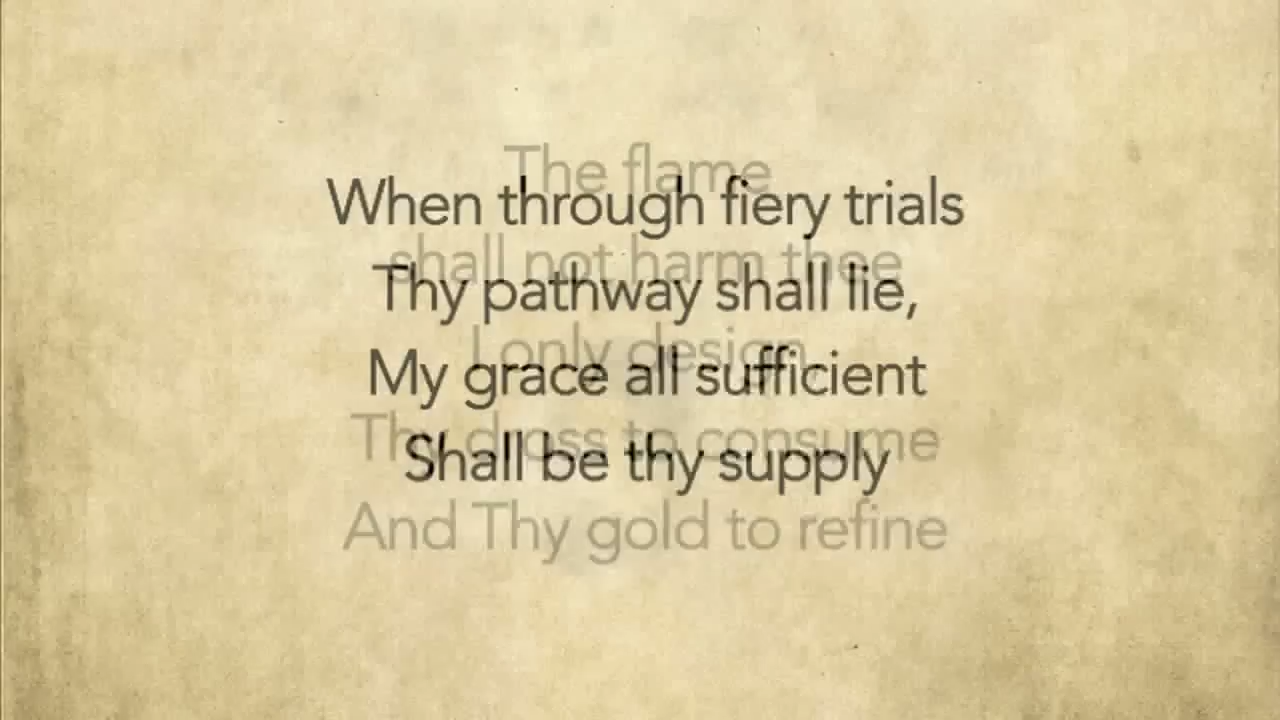 When through fiery trials
Thy pathway shall lie,
My grace all sufficient
Shall be thy supply
The flame
shall not harm thee
I only design
Thy dross to consume
And Thy gold to refine